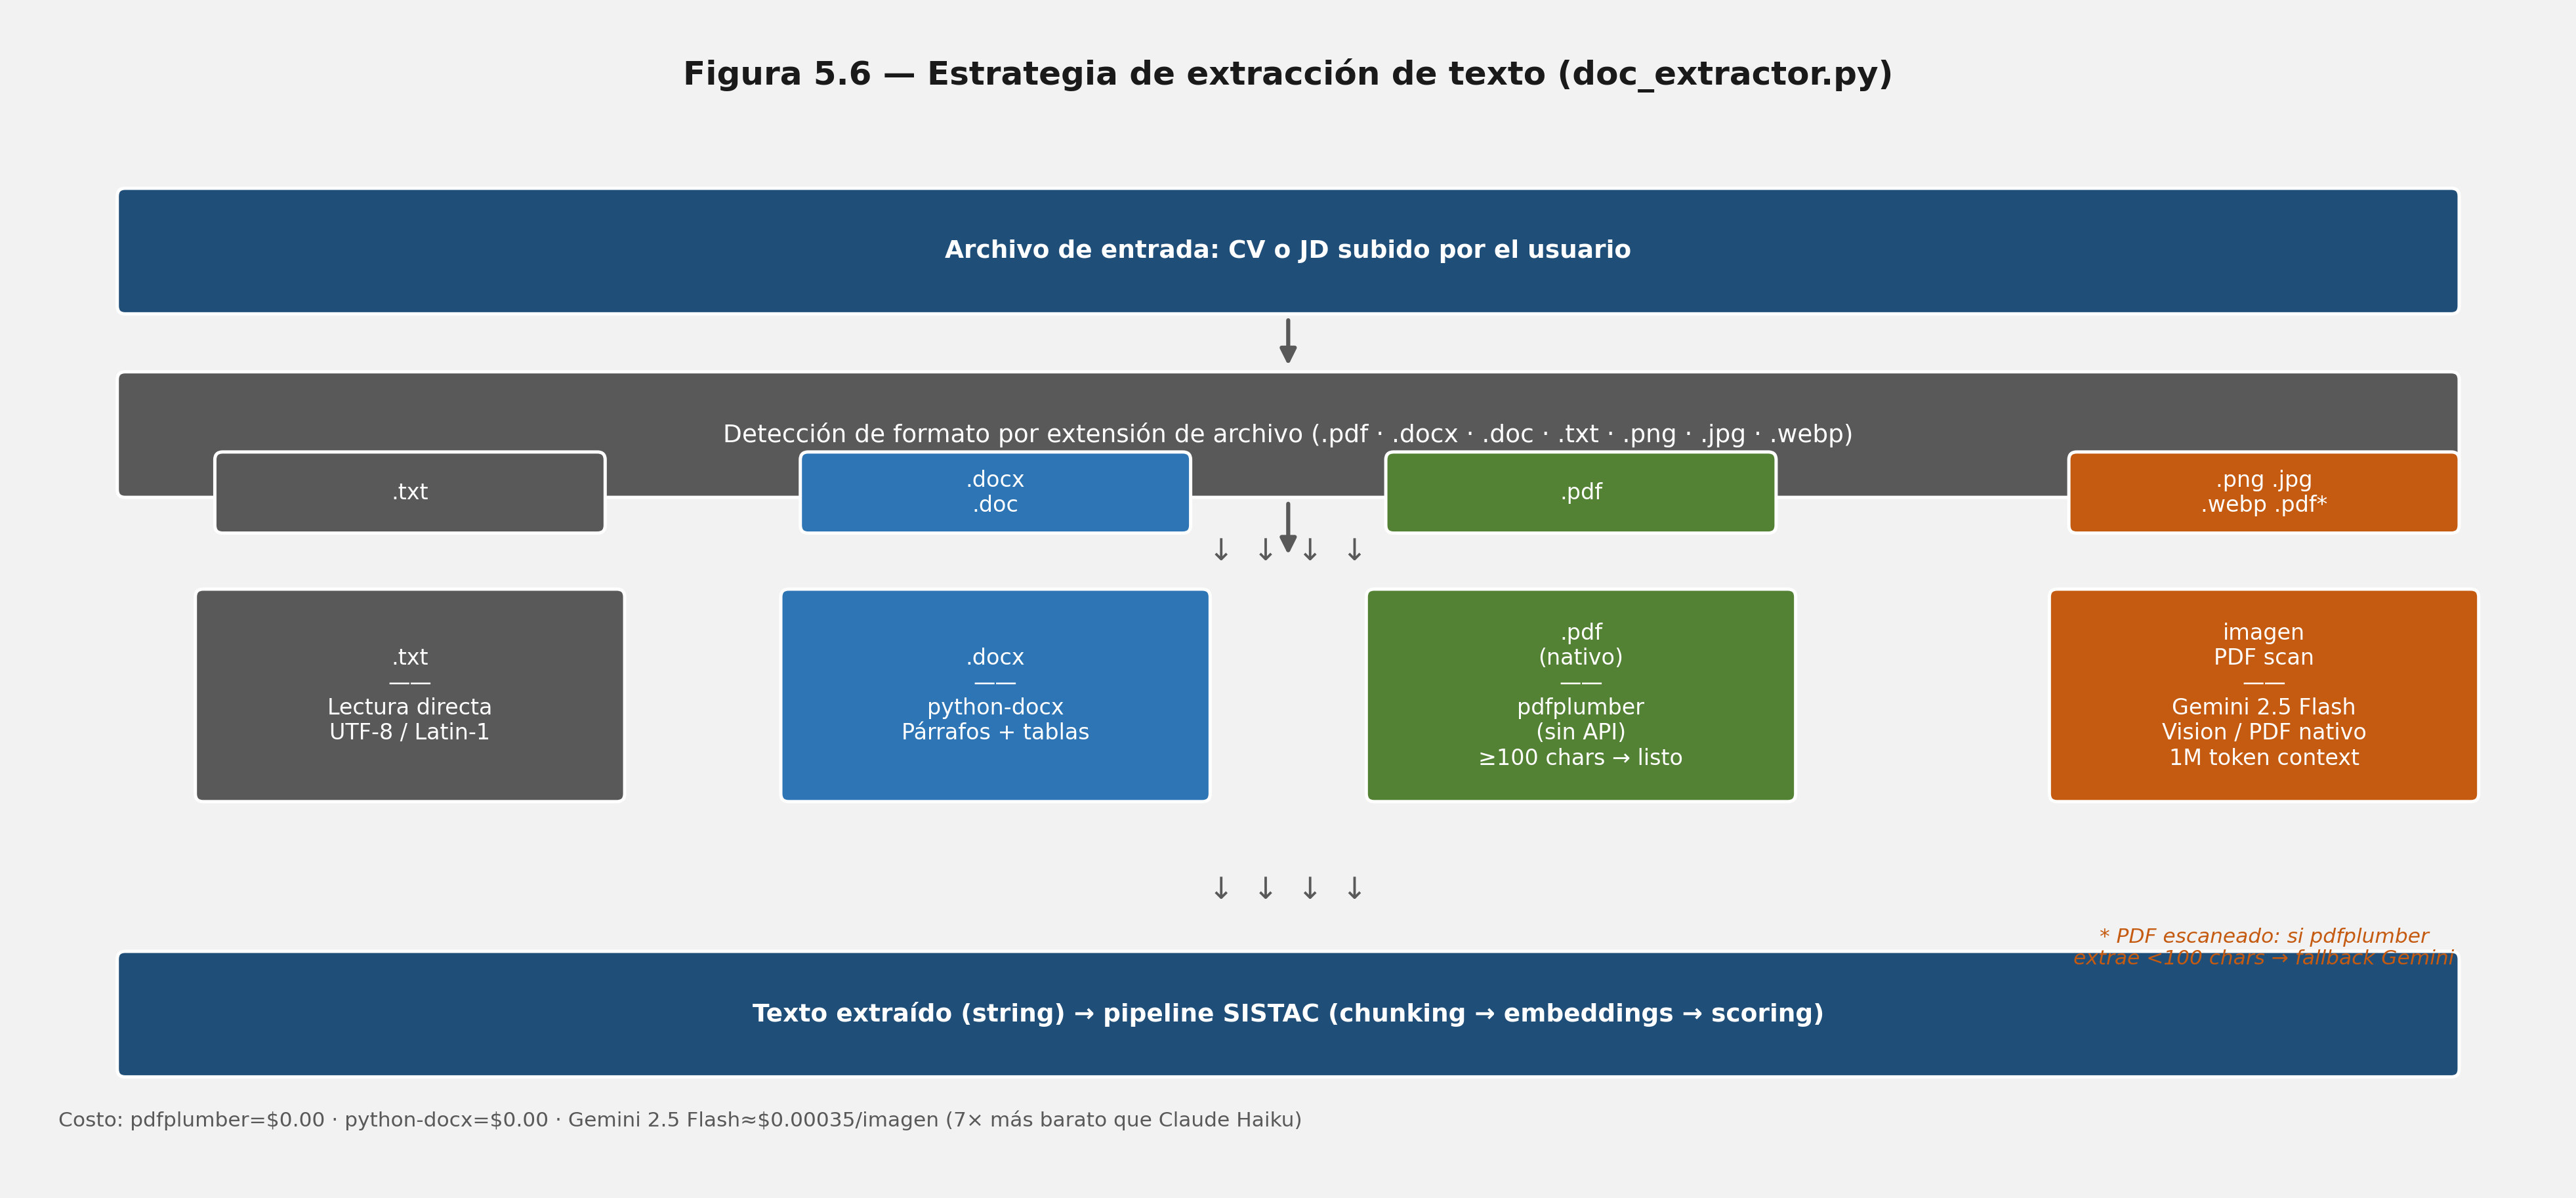 Figura 5.6 — Estrategia de extracción de texto (doc_extractor.py)
Archivo de entrada: CV o JD subido por el usuario
Detección de formato por extensión de archivo (.pdf · .docx · .doc · .txt · .png · .jpg · .webp)
.txt
.docx
.doc
.pdf
.png .jpg
.webp .pdf*
↓ ↓ ↓ ↓
.txt
——
Lectura directa
UTF-8 / Latin-1
.docx
——
python-docx
Párrafos + tablas
.pdf
(nativo)
——
pdfplumber
(sin API)
≥100 chars → listo
imagen
PDF scan
——
Gemini 2.5 Flash
Vision / PDF nativo
1M token context
↓ ↓ ↓ ↓
* PDF escaneado: si pdfplumber
extrae <100 chars → fallback Gemini
Texto extraído (string) → pipeline SISTAC (chunking → embeddings → scoring)
Costo: pdfplumber=$0.00 · python-docx=$0.00 · Gemini 2.5 Flash≈$0.00035/imagen (7× más barato que Claude Haiku)